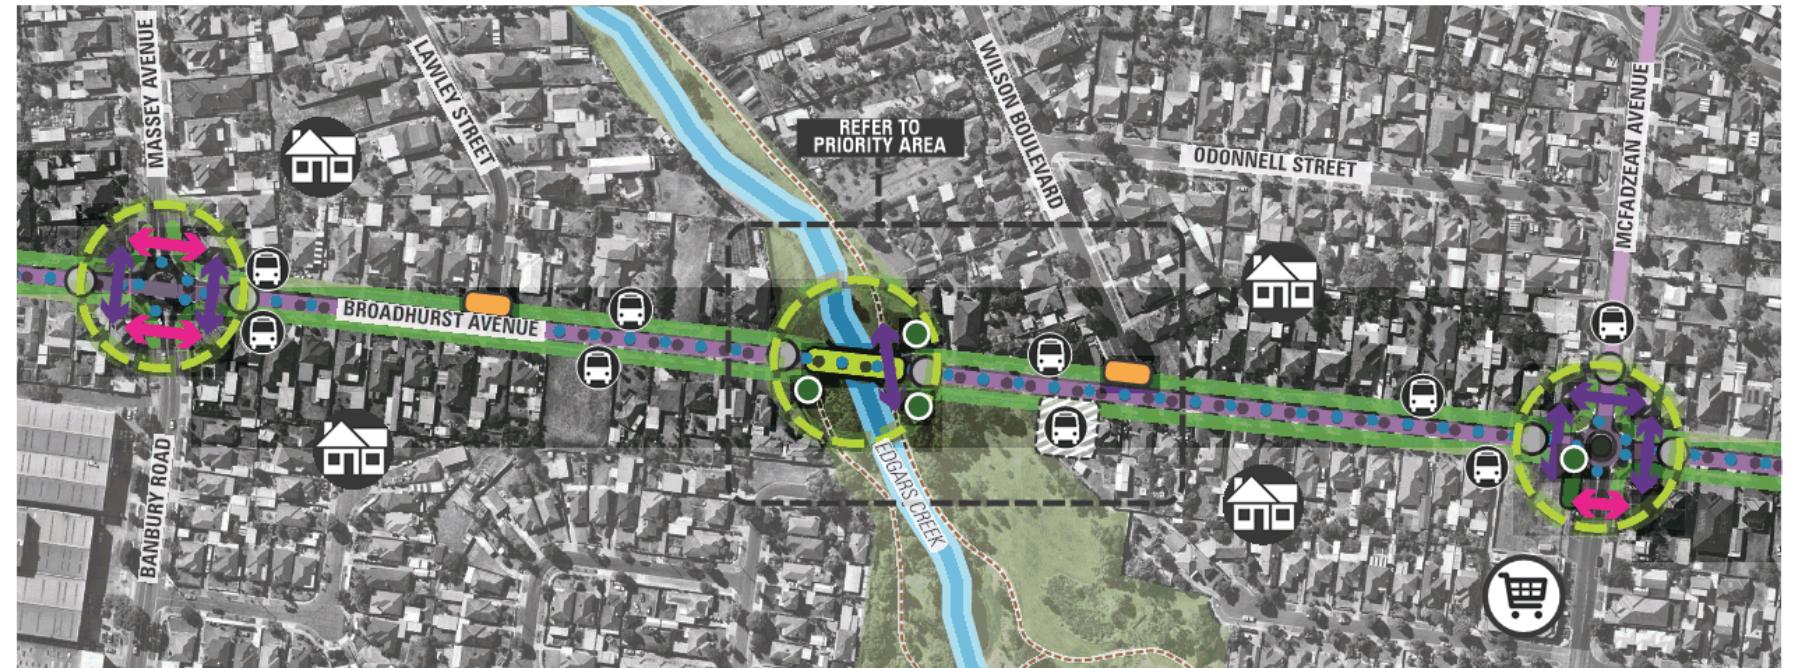 MASSEY AVENUE
LAWLEY STREET
WILSON BOULEVARD
MCFADZEAN AVENUE
REFER TO
PRIORITY AREA
ODONNELL STREET
BROADHURST AVENUE
BANBURY ROAD
EDGARS CREEK